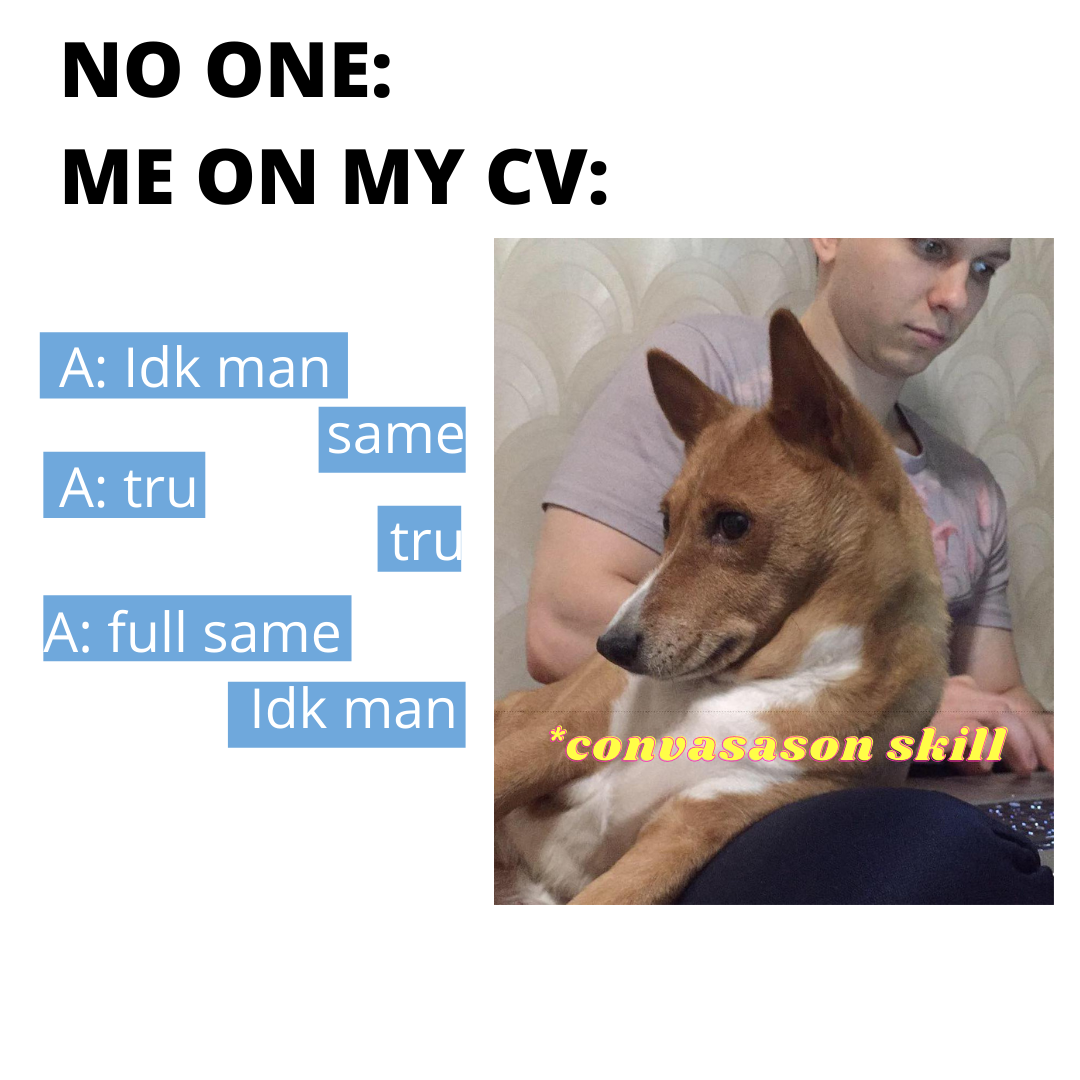 NO ONE:
ME ON MY CV:
A: Idk man
same
A: tru
tru
A: full same
Idk man
*convasason skill